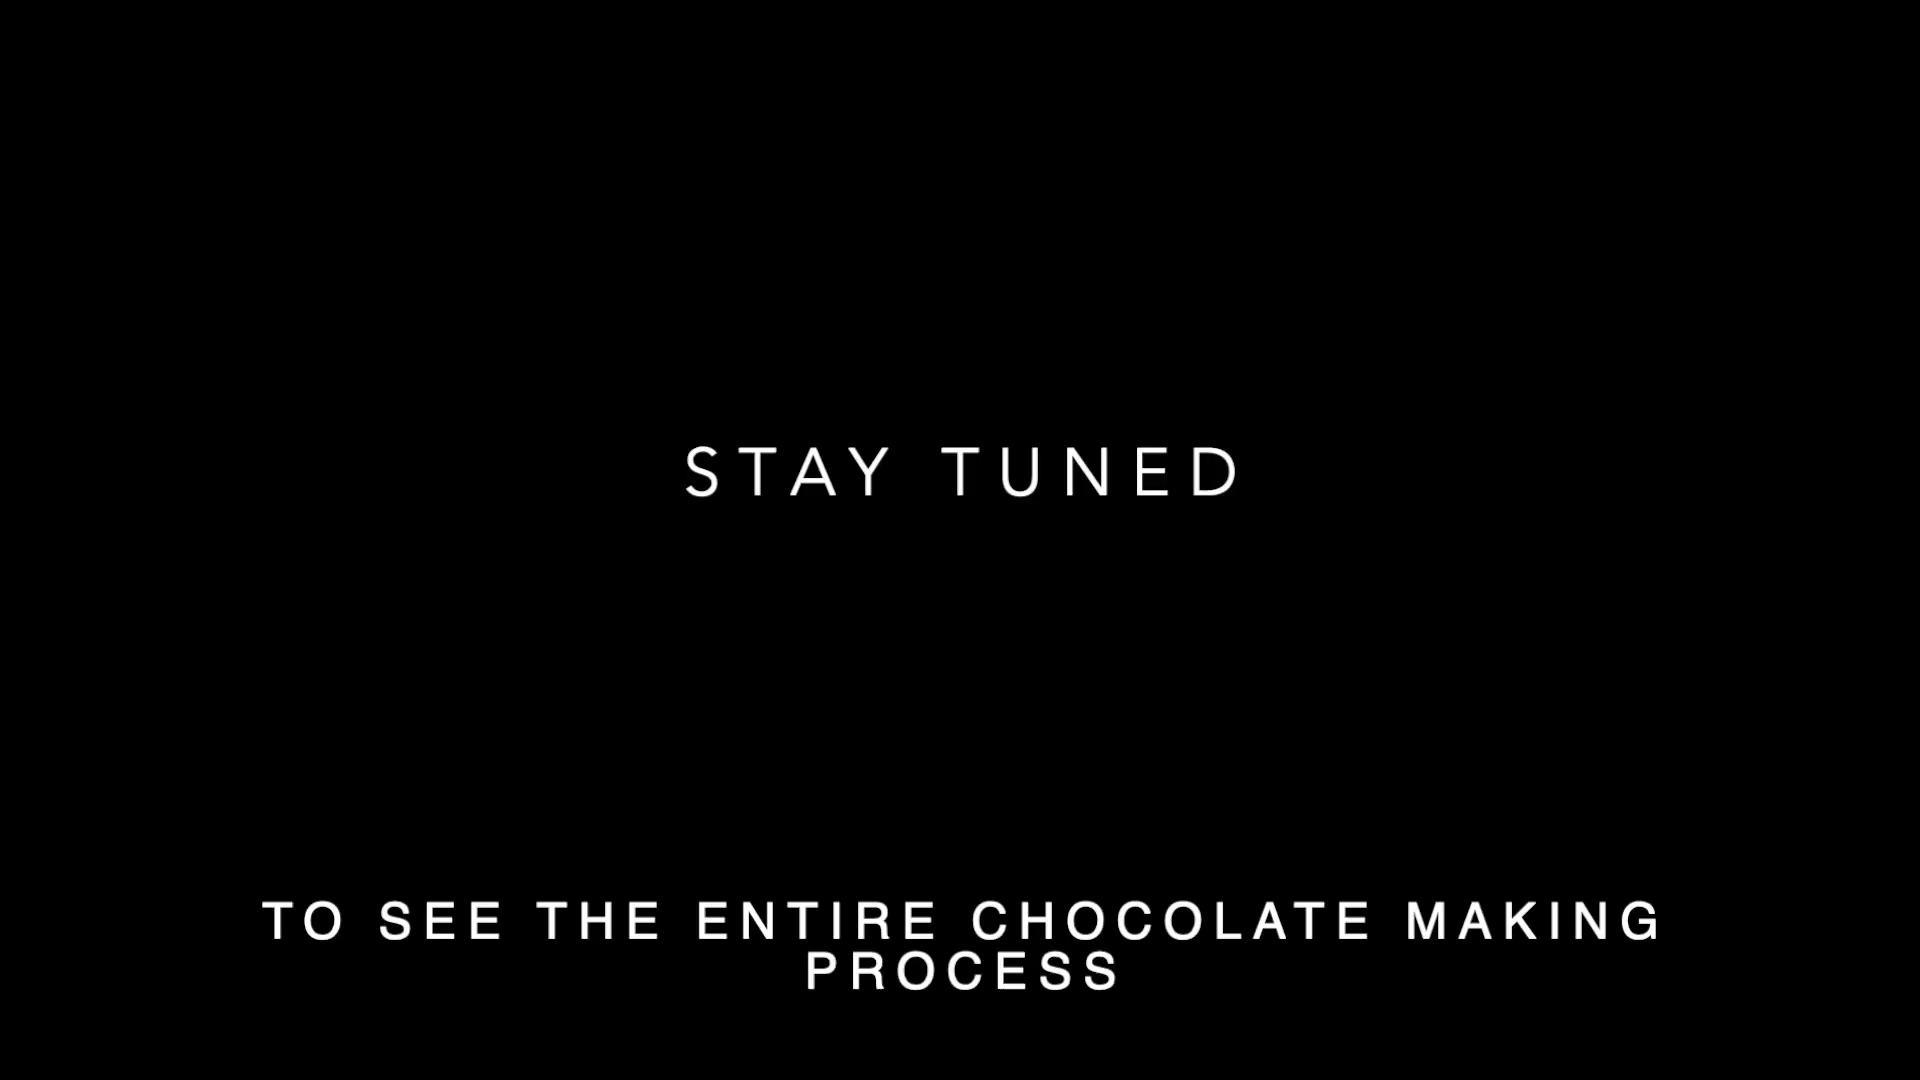 STAY TUNED
TO SEE THE ENTIRE CHOCOLATE MAKING
PROCESS